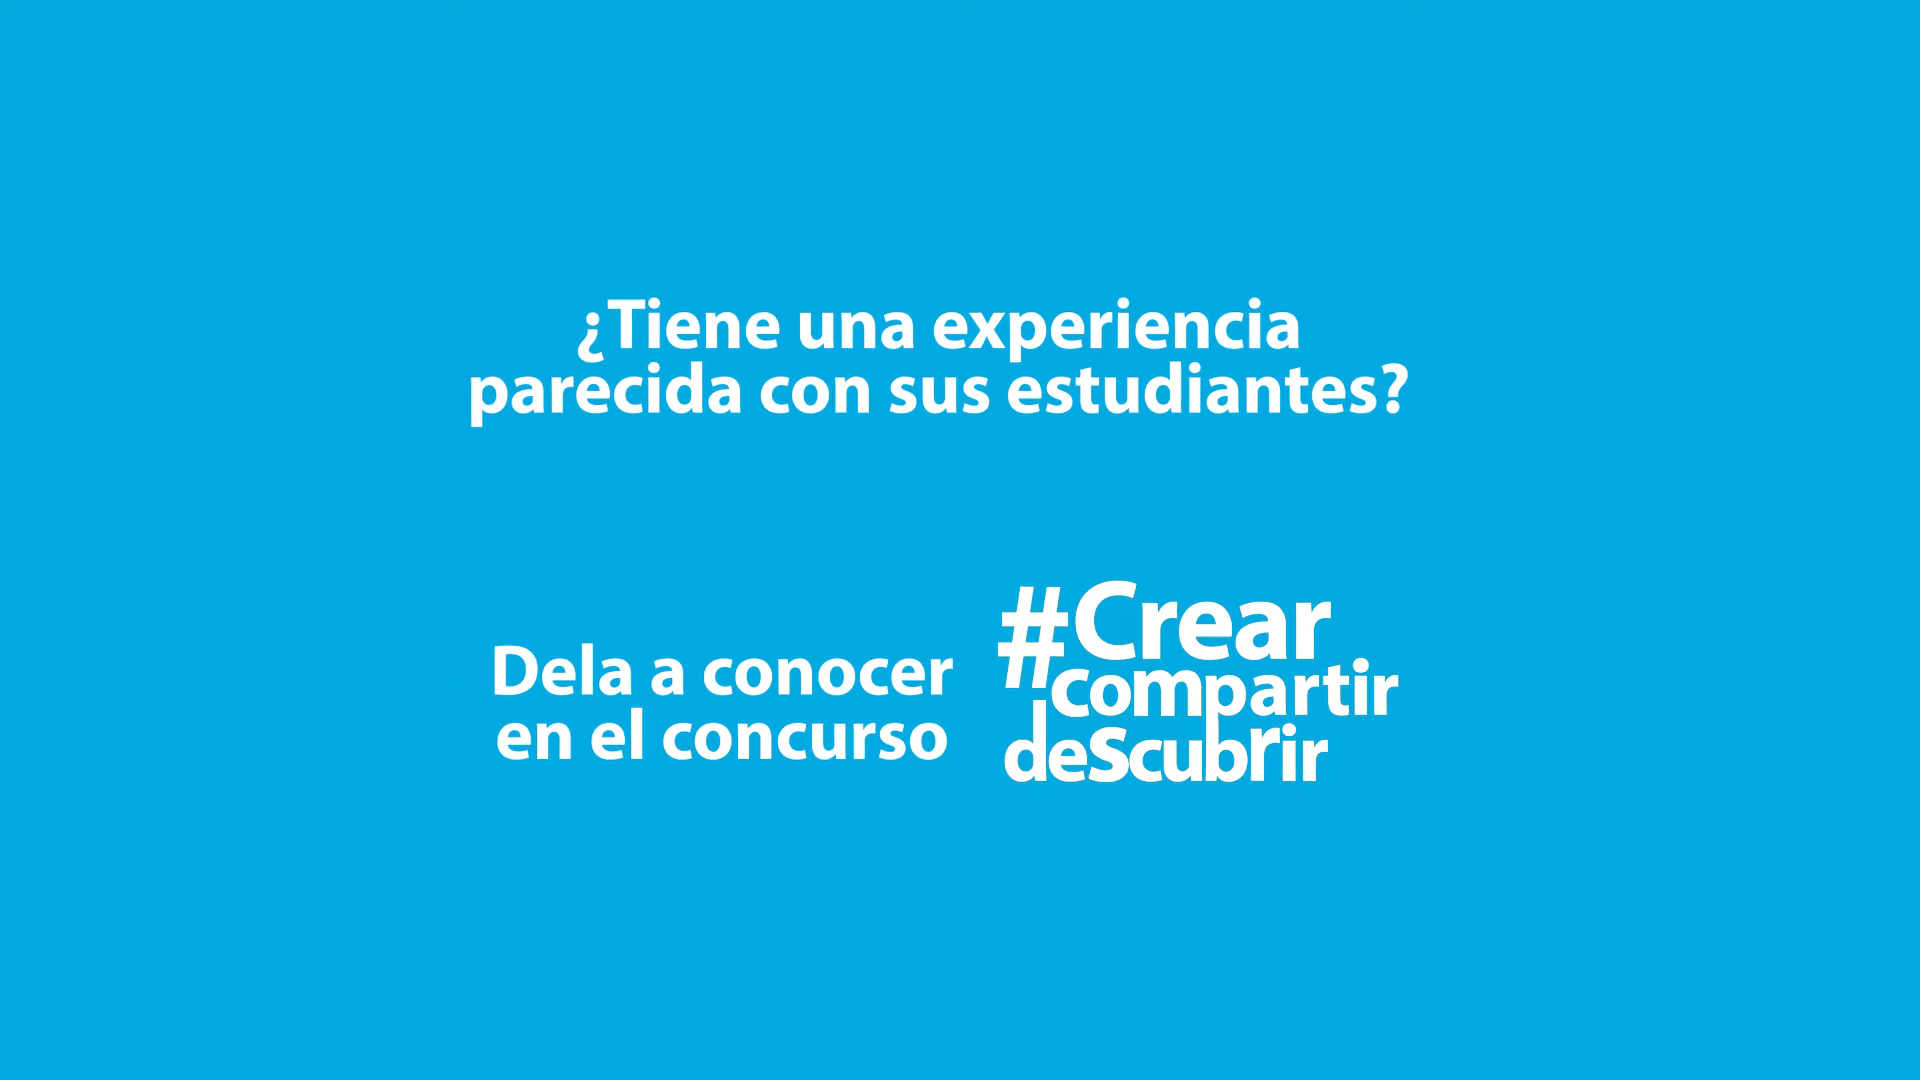 ¿Tiene una experiencia
parecida con sus estudiantes?
Dela a conocer
en el concurso
#Crear
compartir
deScubrir